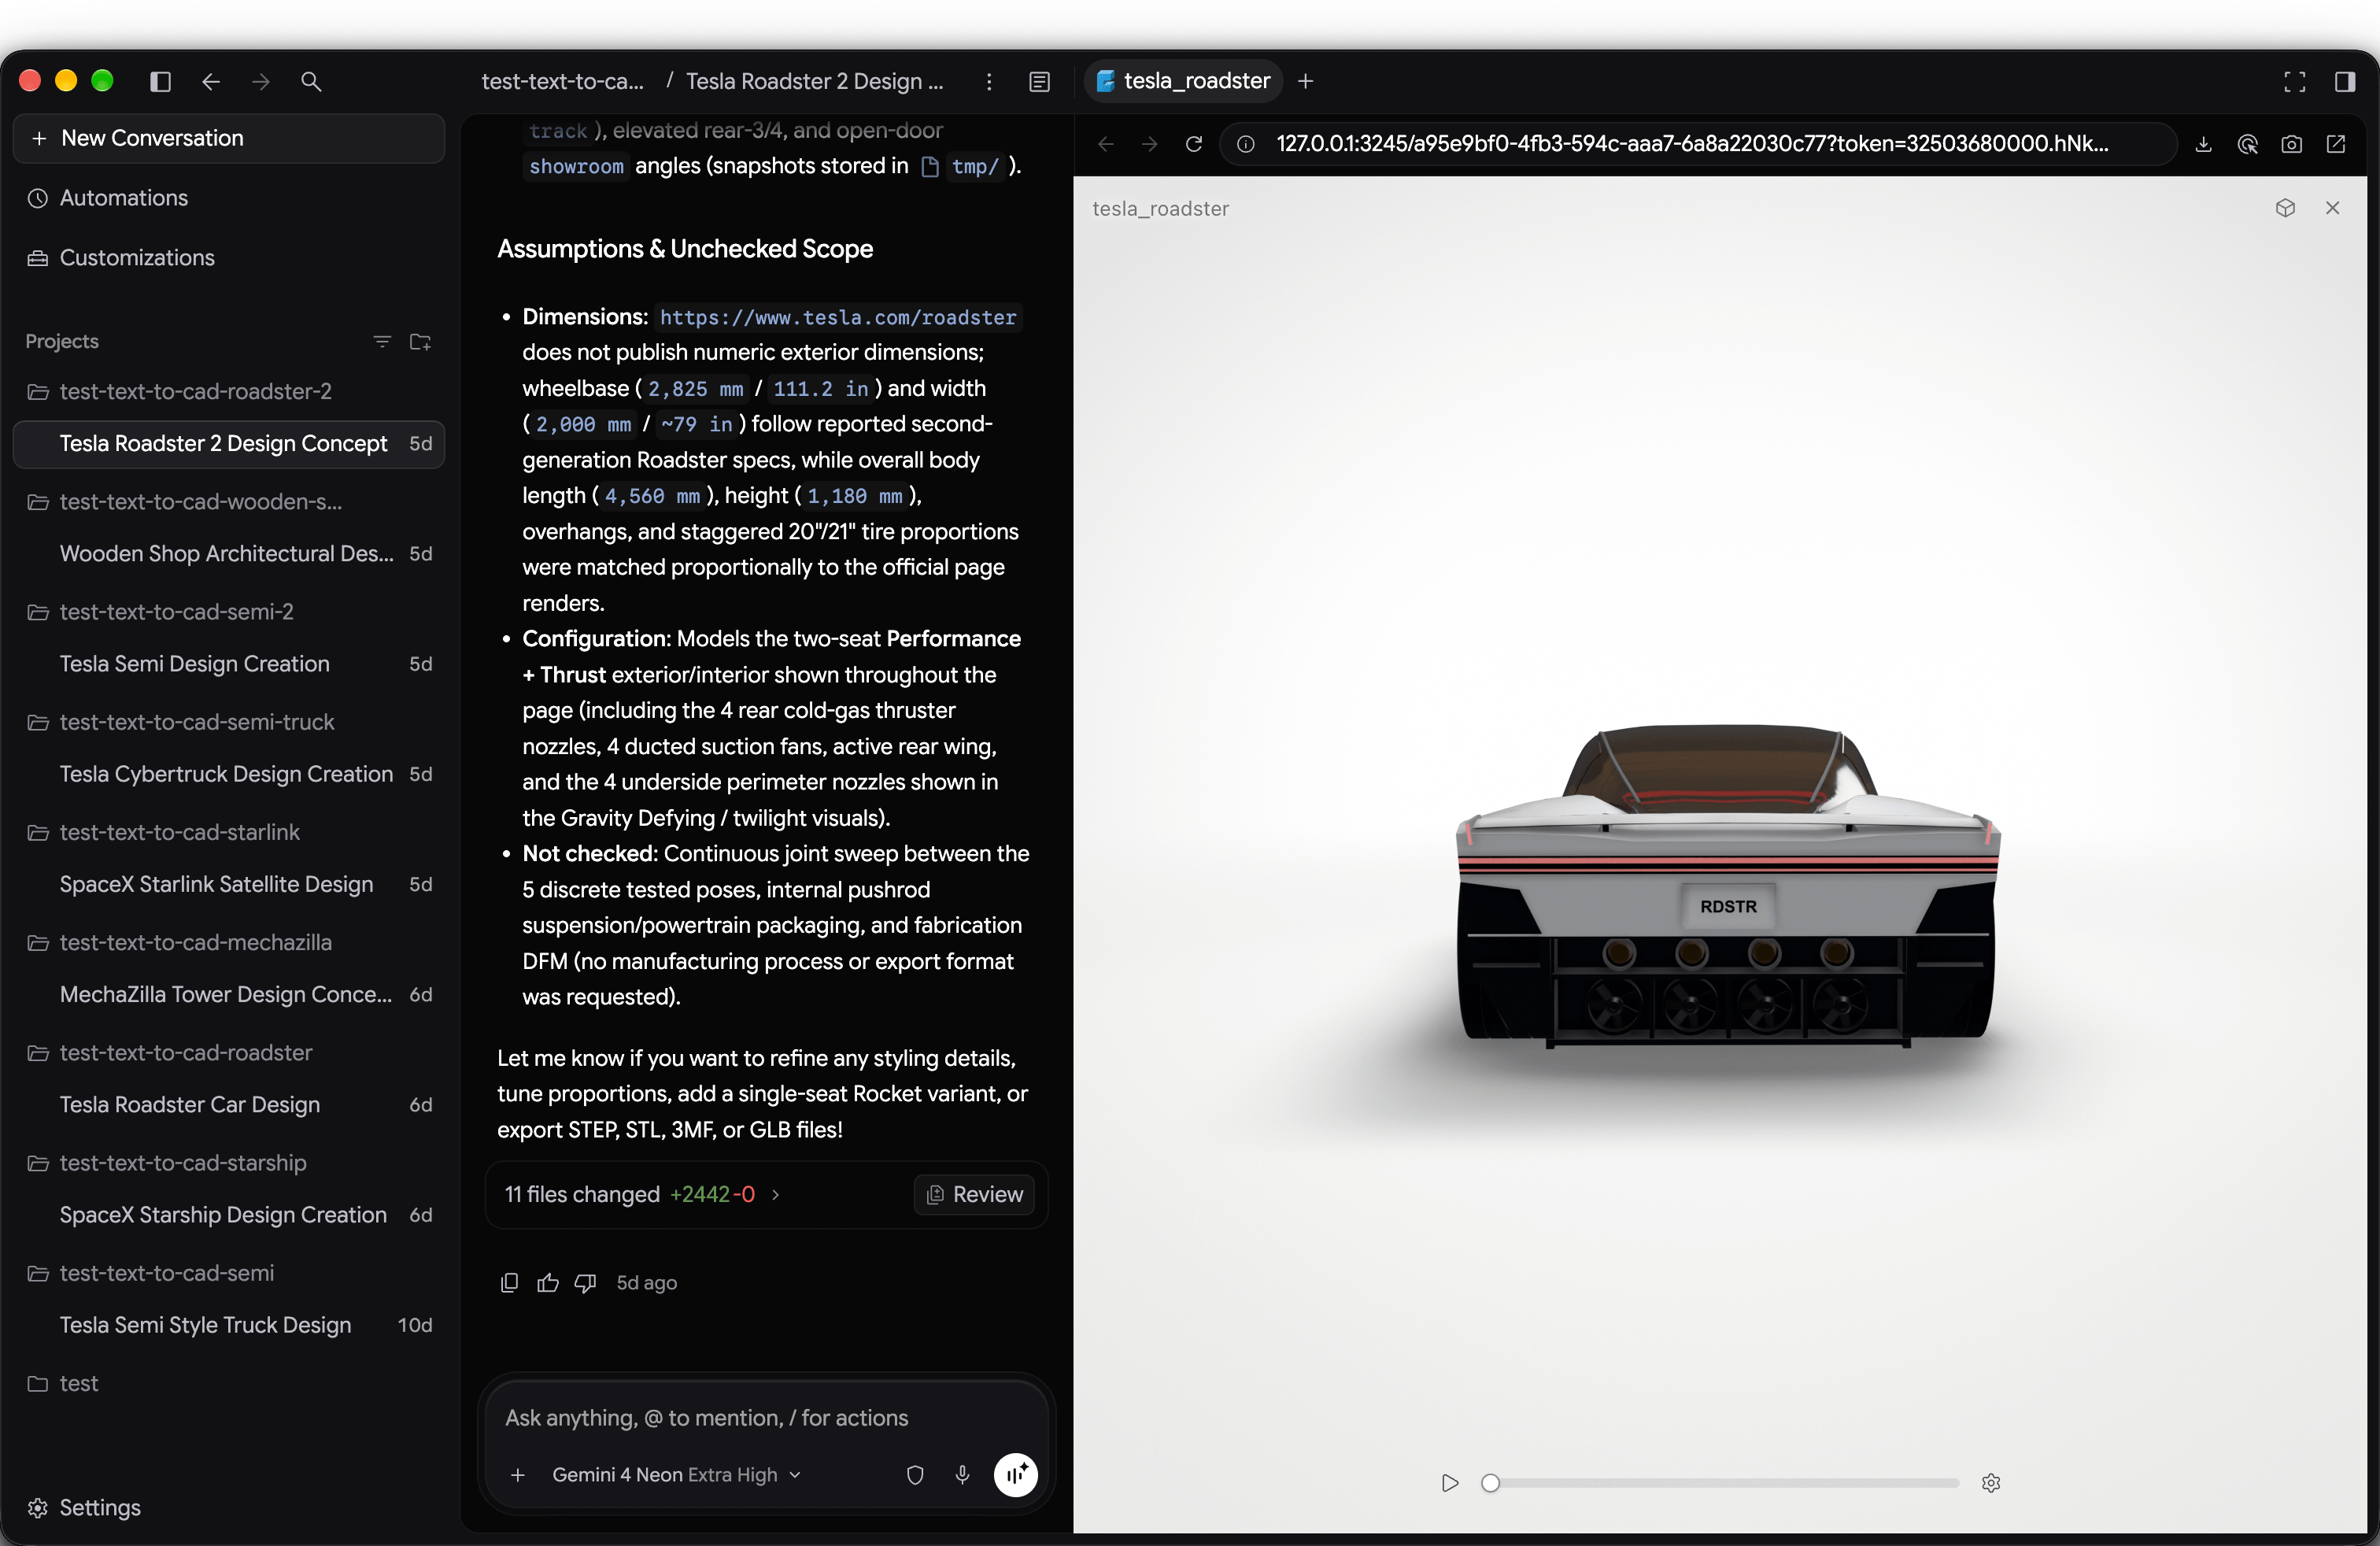 test-text-to-ca... / Tesla Roadster 2 Design ...
tesla_roadster
New Conversation
Automations
Customizations
Projects
test-text-to-cad-roadster-2
Tesla Roadster 2 Design Concept 5d
test-text-to-cad-wooden-s...
Wooden Shop Architectural Des... 5d
test-text-to-cad-semi-2
Tesla Semi Design Creation 5d
test-text-to-cad-semi-truck
Tesla Cybertruck Design Creation 5d
test-text-to-cad-starlink
SpaceX Starlink Satellite Design 5d
test-text-to-cad-mechazilla
MechaZilla Tower Design Conce... 6d
test-text-to-cad-roadster
Tesla Roadster Car Design 6d
test-text-to-cad-starship
SpaceX Starship Design Creation 6d
test-text-to-cad-semi
Tesla Semi Style Truck Design 10d
test
Settings
track ), elevated rear-3/4, and open-door
showroom angles (snapshots stored in tmp/ ).
Assumptions & Unchecked Scope
• Dimensions: https://www.tesla.com/roadster
does not publish numeric exterior dimensions;
wheelbase ( 2,825 mm / 111.2 in ) and width
( 2,000 mm / ~79 in ) follow reported second-
generation Roadster specs, while overall body
length ( 4,560 mm ), height ( 1,180 mm ),
overhangs, and staggered 20"/21" tire proportions
were matched proportionally to the official page
renders.
• Configuration: Models the two-seat Performance
+ Thrust exterior/interior shown throughout the
page (including the 4 rear cold-gas thruster
nozzles, 4 ducted suction fans, active rear wing,
and the 4 underside perimeter nozzles shown in
the Gravity Defying / twilight visuals).
• Not checked: Continuous joint sweep between the
5 discrete tested poses, internal pushrod
suspension/powertrain packaging, and fabrication
DFM (no manufacturing process or export format
was requested).
Let me know if you want to refine any styling details,
tune proportions, add a single-seat Rocket variant, or
export STEP, STL, 3MF, or GLB files!
11 files changed +2442 -0
Review
5d ago
Ask anything, @ to mention, / for actions
Gemini 4 Neon Extra High
127.0.0.1:3245/a95e9bf0-4fb3-594c-aaa7-6a8a22030c77?token=32503680000.hNk...
tesla_roadster
RDSTR